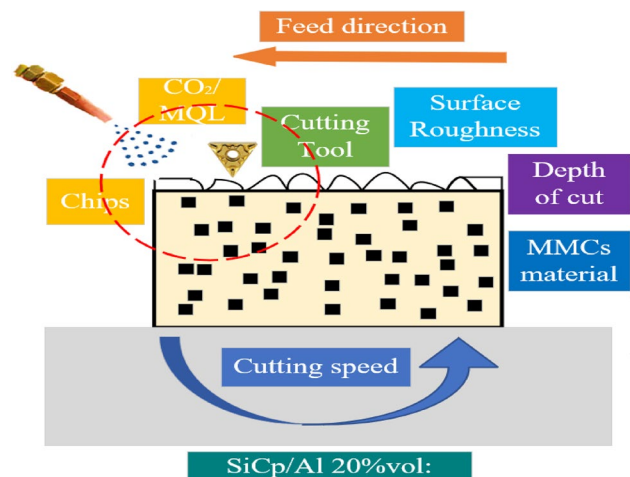 Feed direction
CO₂/
MQL
Cutting
Tool
Surface
Roughness
Chips
Depth
of cut
MMCs
material
Cutting speed
SiCp/Al 20%vol: